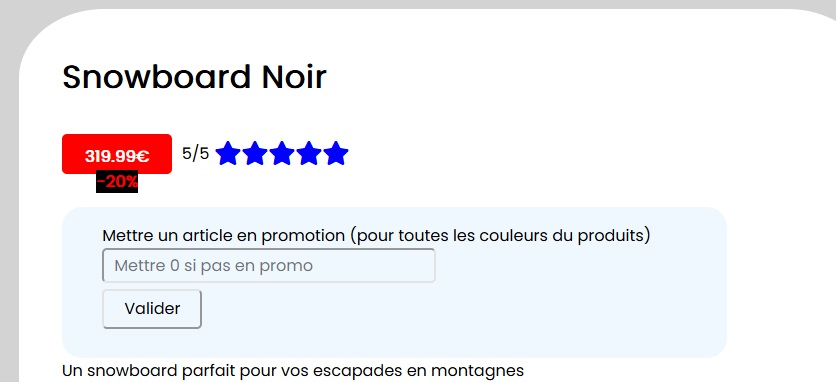 Snowboard Noir
319.99€ 5/5
-20%
Mettre un article en promotion (pour toutes les couleurs du produits)
Mettre 0 si pas en promo
Valider
Un snowboard parfait pour vos escapades en montagnes